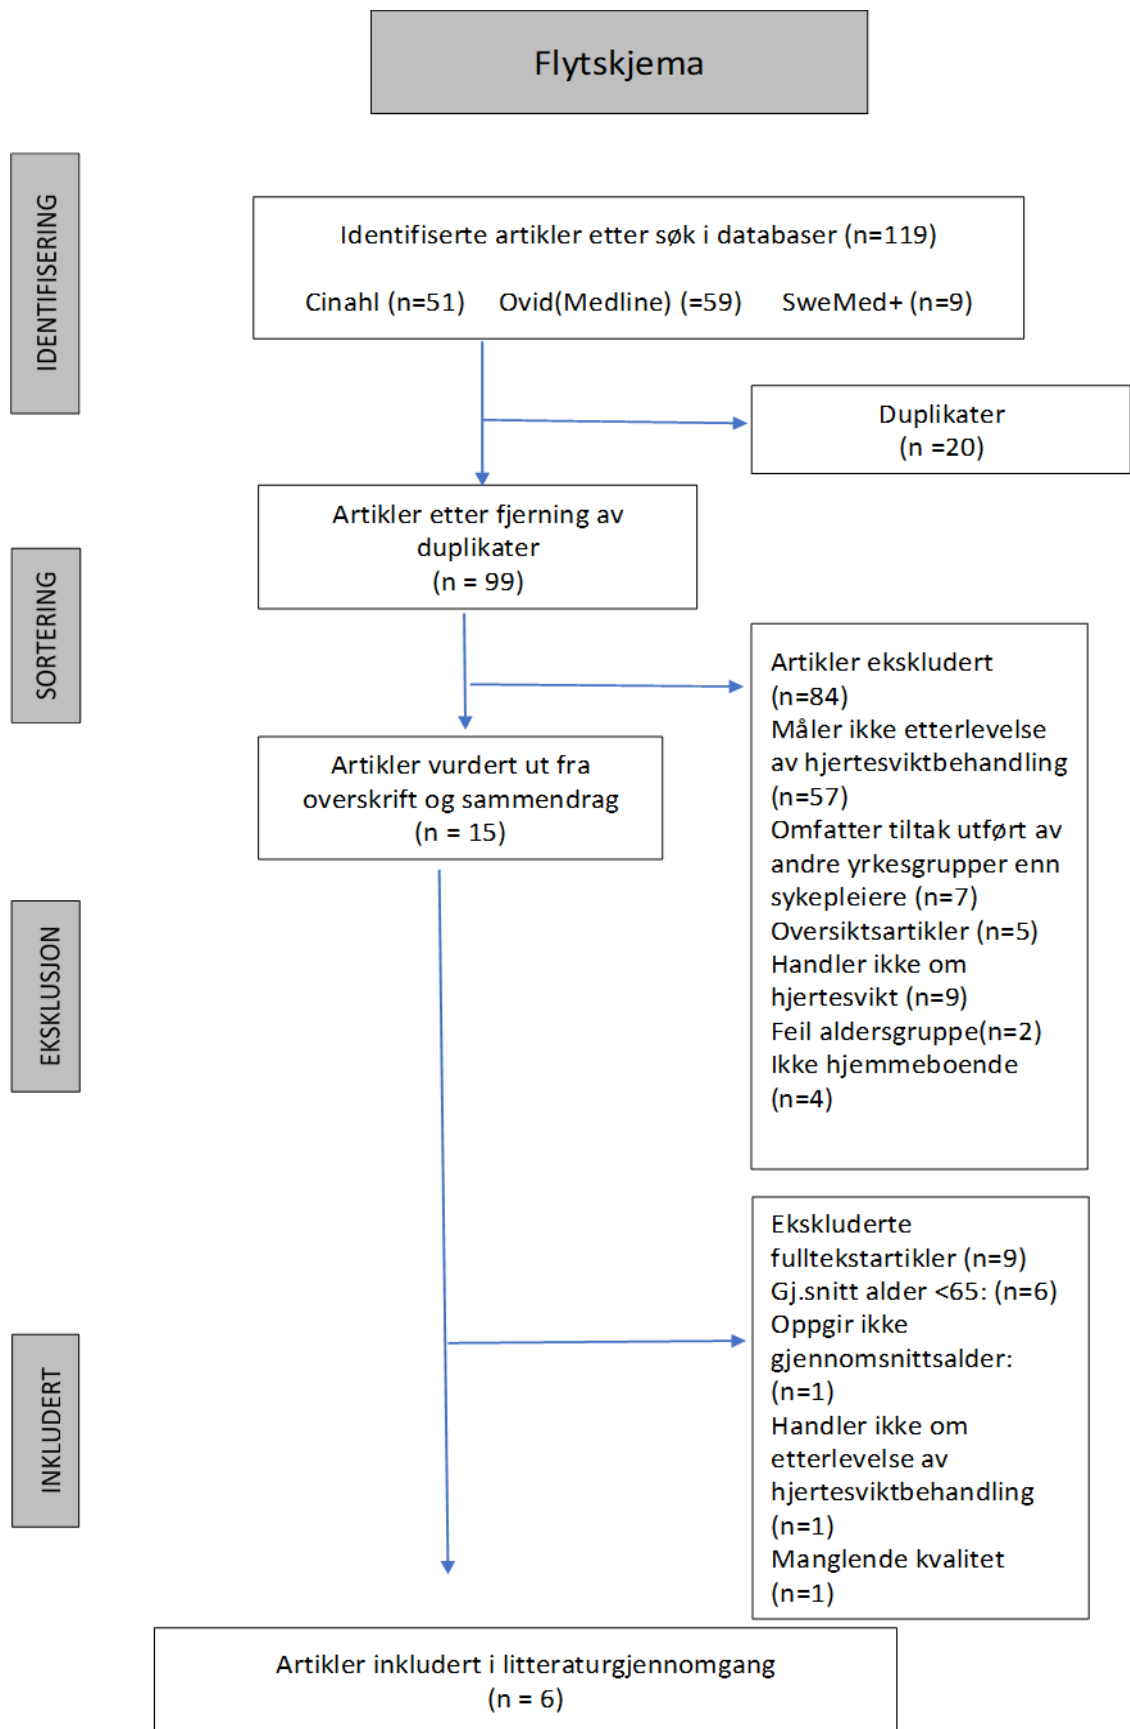 Flytskjema
IDENTIFISERING
Identifiserte artikler etter søk i databaser (n=119)
Cinahl (n=51) Ovid(Medline) (=59) SweMed+ (n=9)
Duplikater
(n =20)
Artikler etter fjerning av
duplikater
(n = 99)
SORTERING
Artikler ekskludert
(n=84)
Måler ikke etterlevelse
av hjertesviktbehandling
(n=57)
Omfatter tiltak utført av
andre yrkesgrupper enn
sykepleiere (n=7)
Oversiktsartikler (n=5)
Handler ikke om
hjertesvikt (n=9)
Feil aldersgruppe(n=2)
Ikke hjemmeboende
(n=4)
Artikler vurdert ut fra
overskrift og sammendrag
(n = 15)
EKSKLUSJON
Ekskluderte
fulltekstartikler (n=9)
Gj.snitt alder <65: (n=6)
Oppgir ikke
gjennomsnittsalder:
(n=1)
Handler ikke om
etterlevelse av
hjertesviktbehandling
(n=1)
Manglende kvalitet
(n=1)
INKLUDERT
Artikler inkludert i litteraturgjennomgang
(n = 6)